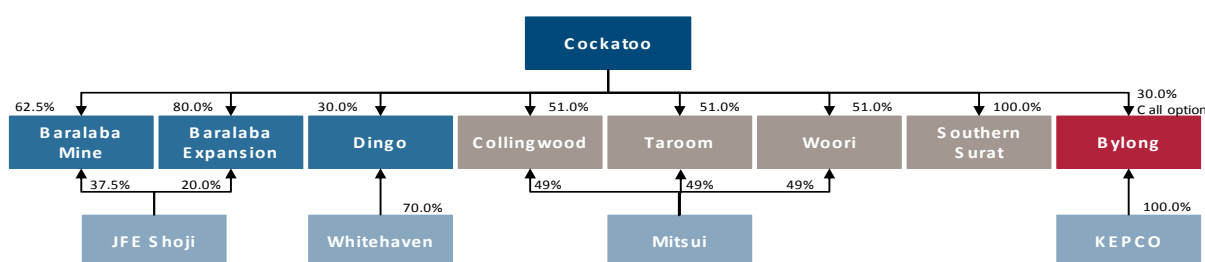 Cockatoo
62.5%
80.0%
30.0%
51.0%
51.0%
51.0%
100.0%
30.0%
Call option
Baralaba
Mine
Baralaba
Expansion
Dingo
Collingwood
Taroom
Woori
Southern
Surat
Bylong
37.5%
20.0%
70.0%
49%
49%
49%
100.0%
JFE Shoji
Whitehaven
Mitsui
KEPCO